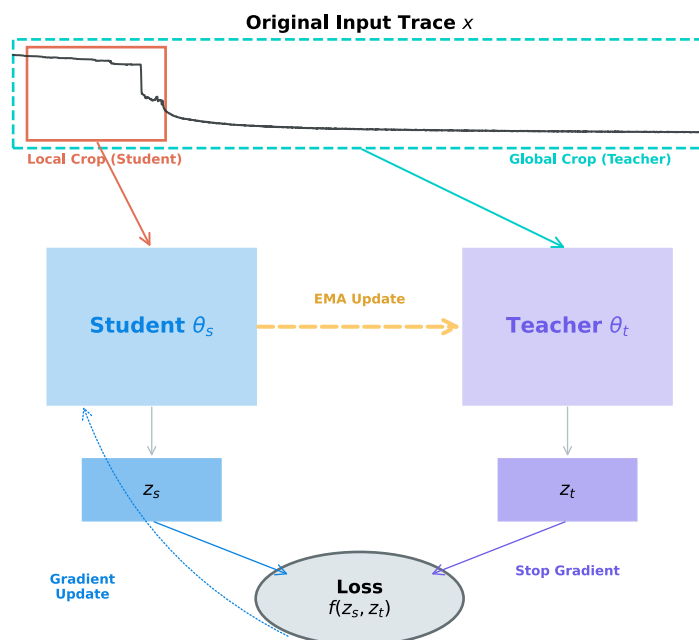 Original Input Trace x
Local Crop (Student)
Global Crop (Teacher)
EMA Update
Student θₛ
Teacher θₜ
zₛ
zₜ
Gradient
Update
Stop Gradient
Loss
f(zₛ, zₜ)